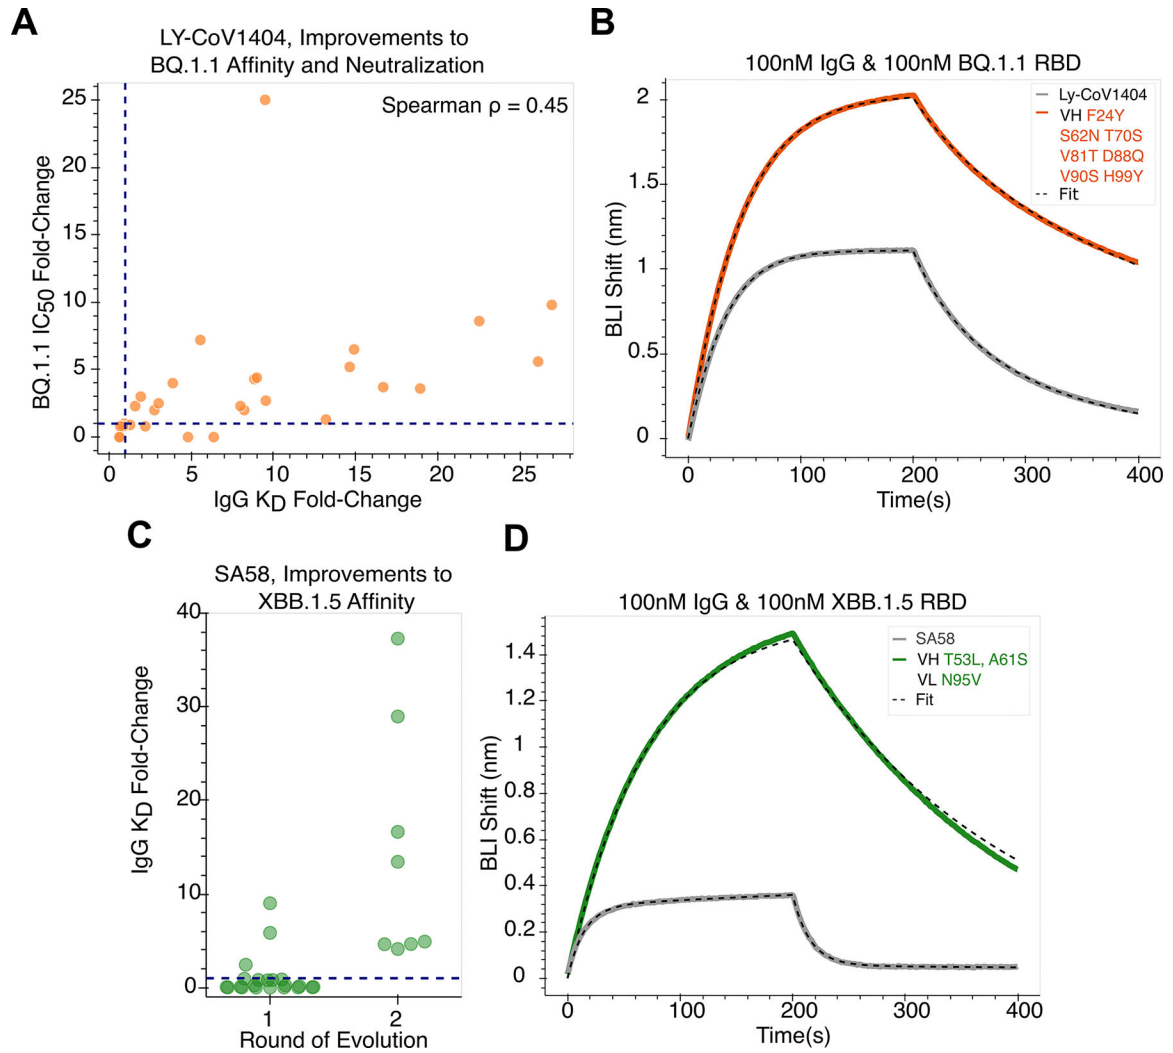 A
LY-CoV1404, Improvements to
BQ.1.1 Affinity and Neutralization
Spearman ρ = 0.45
25
20
15
10
5
0
BQ.1.1 IC50 Fold-Change
0 5 10 15 20 25
IgG KD Fold-Change
B
100nM IgG & 100nM BQ.1.1 RBD
Ly-CoV1404
VH F24Y
S62N T70S
V81T D88Q
V90S H99Y
Fit
2
1.5
1
0.5
0
BLI Shift (nm)
0 100 200 300 400
Time(s)
C
SA58, Improvements to
XBB.1.5 Affinity
40
30
20
10
0
IgG KD Fold-Change
1 2
Round of Evolution
D
100nM IgG & 100nM XBB.1.5 RBD
SA58
VH T53L, A61S
VL N95V
Fit
1.4
1.2
1
0.8
0.6
0.4
0.2
0
BLI Shift (nm)
0 100 200 300 400
Time(s)